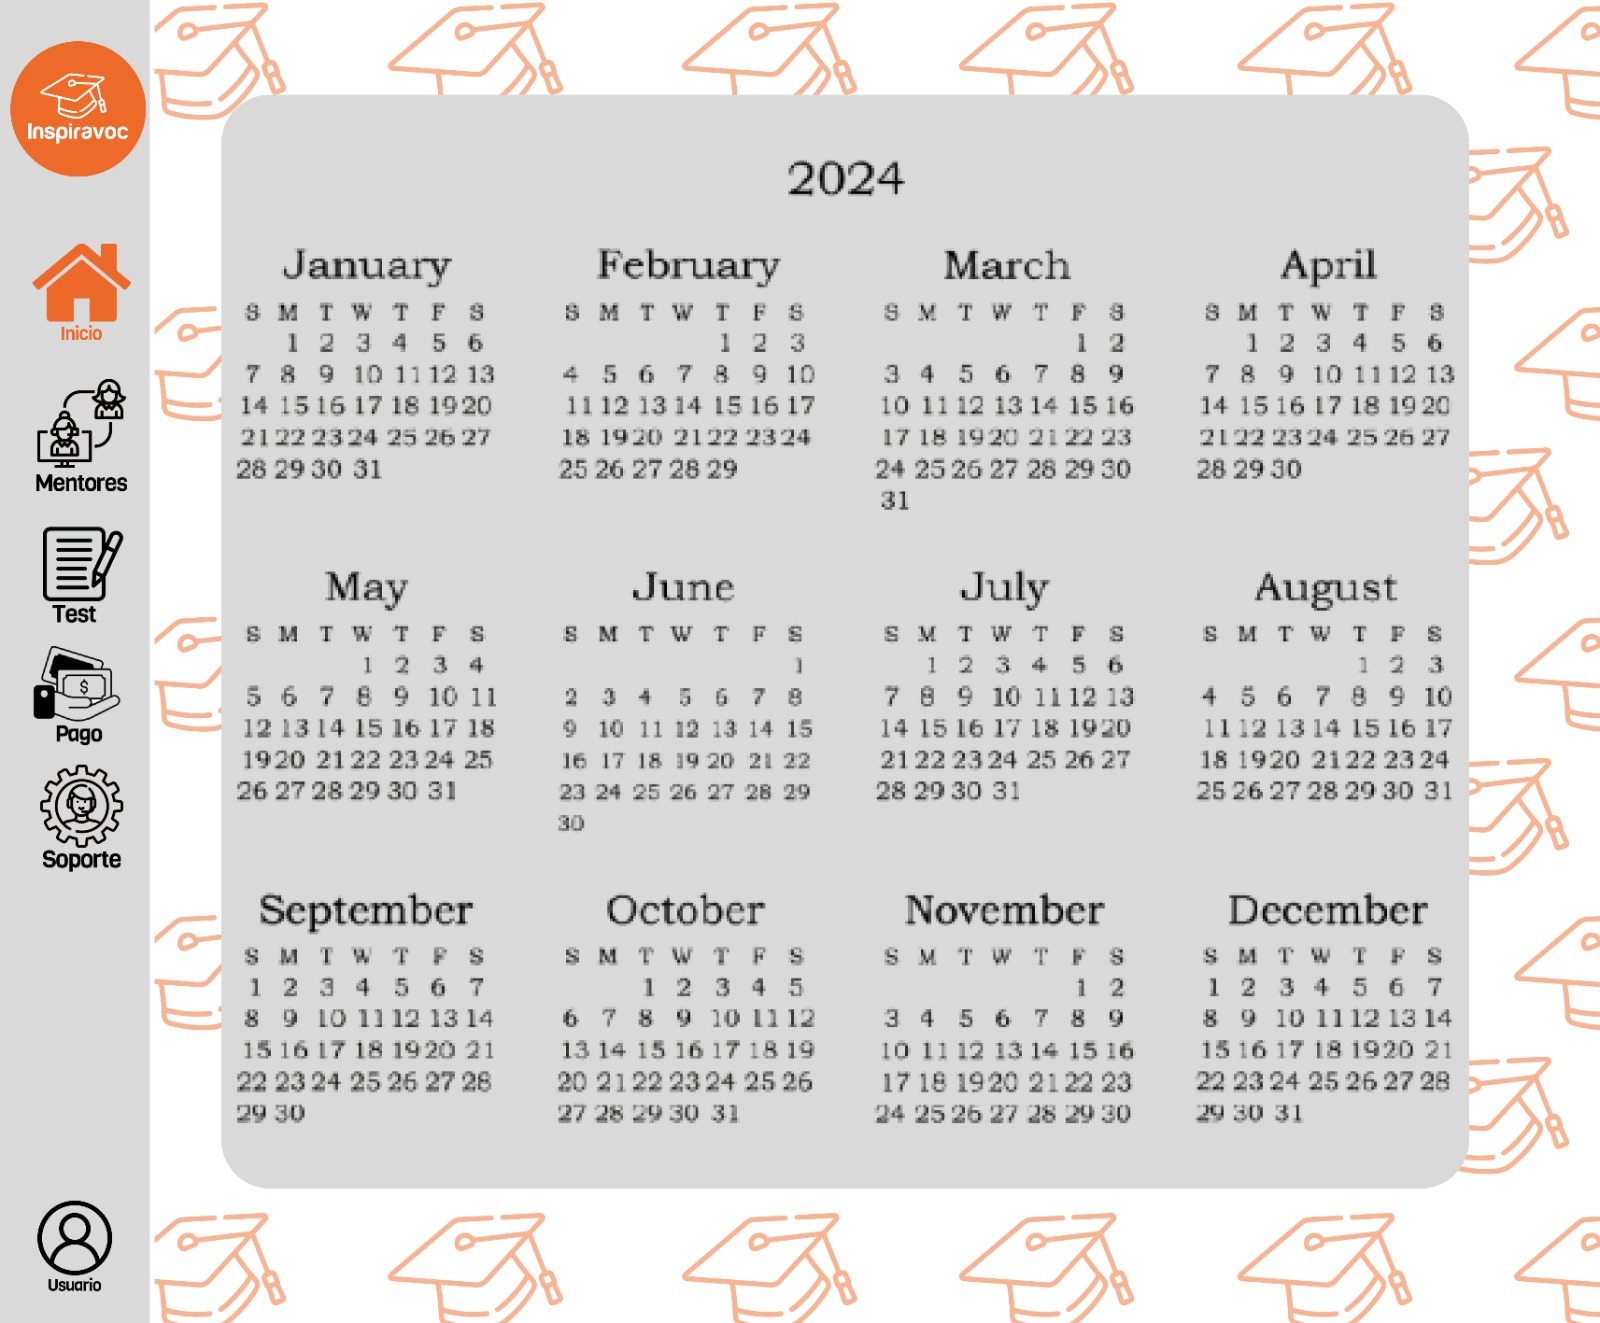 Inspiravoc
Inicio
Mentores
Test
$
Pago
Soporte
Usuario
2024
January
S M T W T F S
1 2 3 4 5 6
7 8 9 10 11 12 13
14 15 16 17 18 19 20
21 22 23 24 25 26 27
28 29 30 31
February
S M T W T F S
1 2 3
4 5 6 7 8 9 10
11 12 13 14 15 16 17
18 19 20 21 22 23 24
25 26 27 28 29
March
S M T W T F S
1 2
3 4 5 6 7 8 9
10 11 12 13 14 15 16
17 18 19 20 21 22 23
24 25 26 27 28 29 30
31
April
S M T W T F S
1 2 3 4 5 6
7 8 9 10 11 12 13
14 15 16 17 18 19 20
21 22 23 24 25 26 27
28 29 30
May
S M T W T F S
1 2 3 4
5 6 7 8 9 10 11
12 13 14 15 16 17 18
19 20 21 22 23 24 25
26 27 28 29 30 31
June
S M T W T F S
1
2 3 4 5 6 7 8
9 10 11 12 13 14 15
16 17 18 19 20 21 22
23 24 25 26 27 28 29
30
July
S M T W T F S
1 2 3 4 5 6
7 8 9 10 11 12 13
14 15 16 17 18 19 20
21 22 23 24 25 26 27
28 29 30 31
August
S M T W T F S
1 2 3
4 5 6 7 8 9 10
11 12 13 14 15 16 17
18 19 20 21 22 23 24
25 26 27 28 29 30 31
September
S M T W T F S
1 2 3 4 5 6 7
8 9 10 11 12 13 14
15 16 17 18 19 20 21
22 23 24 25 26 27 28
29 30
October
S M T W T F S
1 2 3 4 5
6 7 8 9 10 11 12
13 14 15 16 17 18 19
20 21 22 23 24 25 26
27 28 29 30 31
November
S M T W T F S
1 2
3 4 5 6 7 8 9
10 11 12 13 14 15 16
17 18 19 20 21 22 23
24 25 26 27 28 29 30
December
S M T W T F S
1 2 3 4 5 6 7
8 9 10 11 12 13 14
15 16 17 18 19 20 21
22 23 24 25 26 27 28
29 30 31